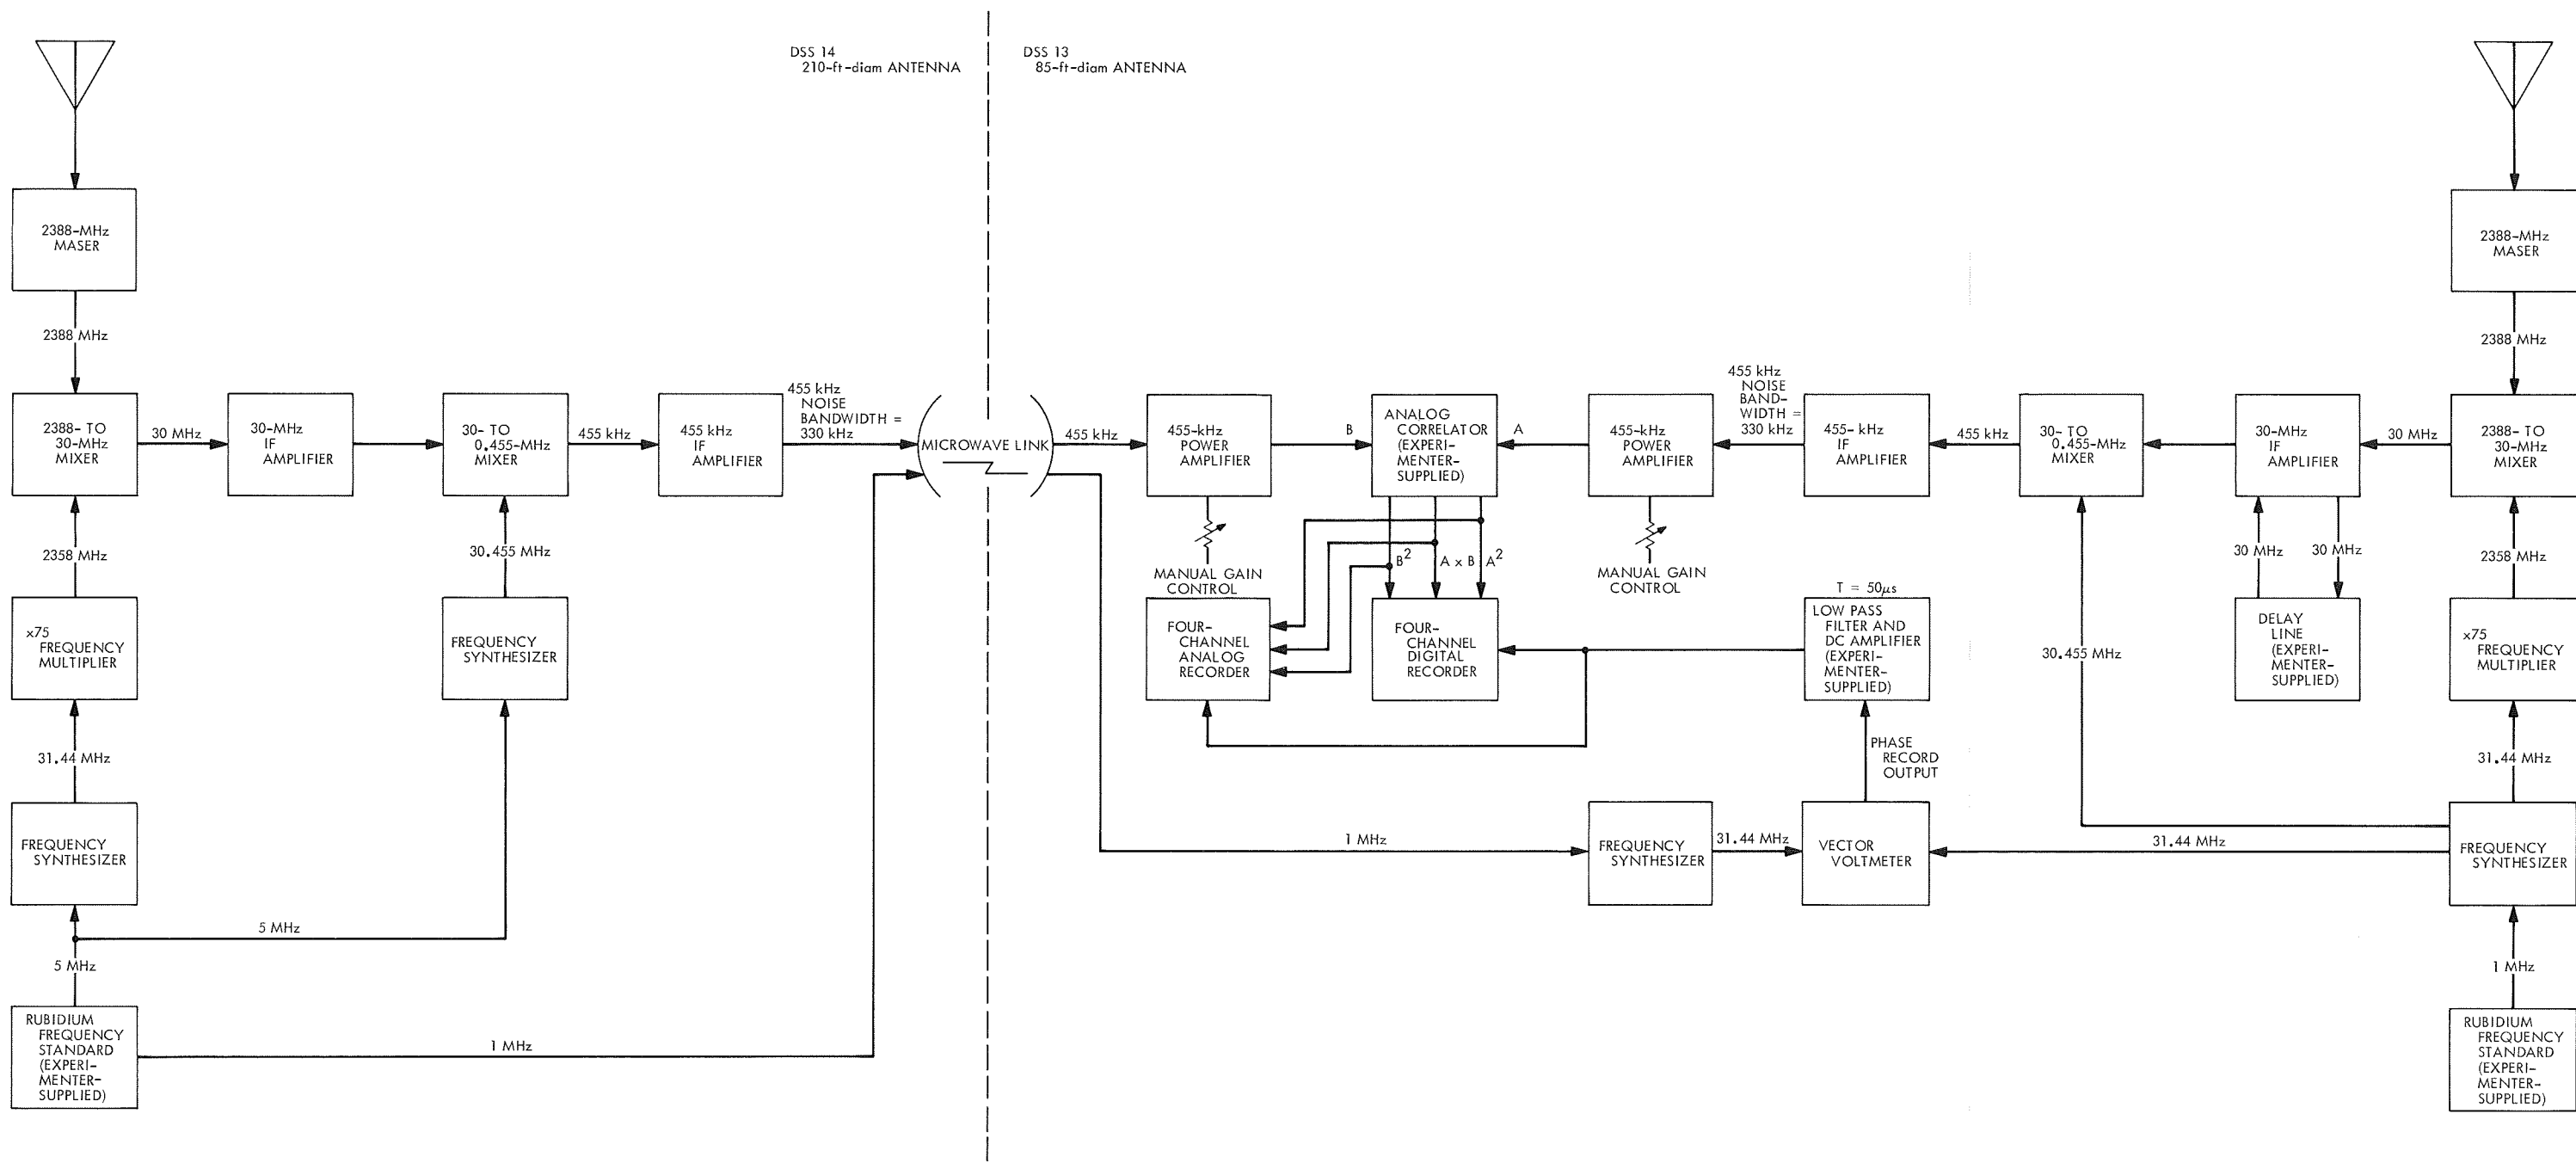 DSS 14
210-ft-diam ANTENNA
DSS 13
85-ft-diam ANTENNA
2388-MHz
MASER
2388 MHz
2388- TO
30-MHz
MIXER
30 MHz
30-MHz
IF
AMPLIFIER
30- TO
0.455-MHz
MIXER
455 kHz
455 kHz
IF
AMPLIFIER
455 kHz
NOISE
BANDWIDTH =
330 kHz
MICROWAVE LINK
455 kHz
455-kHz
POWER
AMPLIFIER
B
ANALOG
CORRELATOR
(EXPERI-
MENTER-
SUPPLIED)
A
455-kHz
POWER
AMPLIFIER
455 kHz
NOISE
BAND-
WIDTH =
330 kHz
455- kHz
IF
AMPLIFIER
455 kHz
30- TO
0.455-MHz
MIXER
30-MHz
IF
AMPLIFIER
30 MHz
2388- TO
30-MHz
MIXER
2388 MHz
2388-MHz
MASER
2358 MHz
30.455 MHz
MANUAL GAIN
CONTROL
B2
A x B
A2
MANUAL GAIN
CONTROL
30 MHz
30 MHz
2358 MHz
x75
FREQUENCY
MULTIPLIER
FREQUENCY
SYNTHESIZER
FOUR-
CHANNEL
ANALOG
RECORDER
FOUR-
CHANNEL
DIGITAL
RECORDER
T = 50μs
LOW PASS
FILTER AND
DC AMPLIFIER
(EXPERI-
MENTER-
SUPPLIED)
30.455 MHz
DELAY
LINE
(EXPERI-
MENTER-
SUPPLIED)
x75
FREQUENCY
MULTIPLIER
31.44 MHz
PHASE
RECORD
OUTPUT
31.44 MHz
FREQUENCY
SYNTHESIZER
1 MHz
FREQUENCY
SYNTHESIZER
31.44 MHz
VECTOR
VOLTMETER
31.44 MHz
FREQUENCY
SYNTHESIZER
5 MHz
5 MHz
1 MHz
RUBIDIUM
FREQUENCY
STANDARD
(EXPERI-
MENTER-
SUPPLIED)
1 MHz
RUBIDIUM
FREQUENCY
STANDARD
(EXPERI-
MENTER-
SUPPLIED)